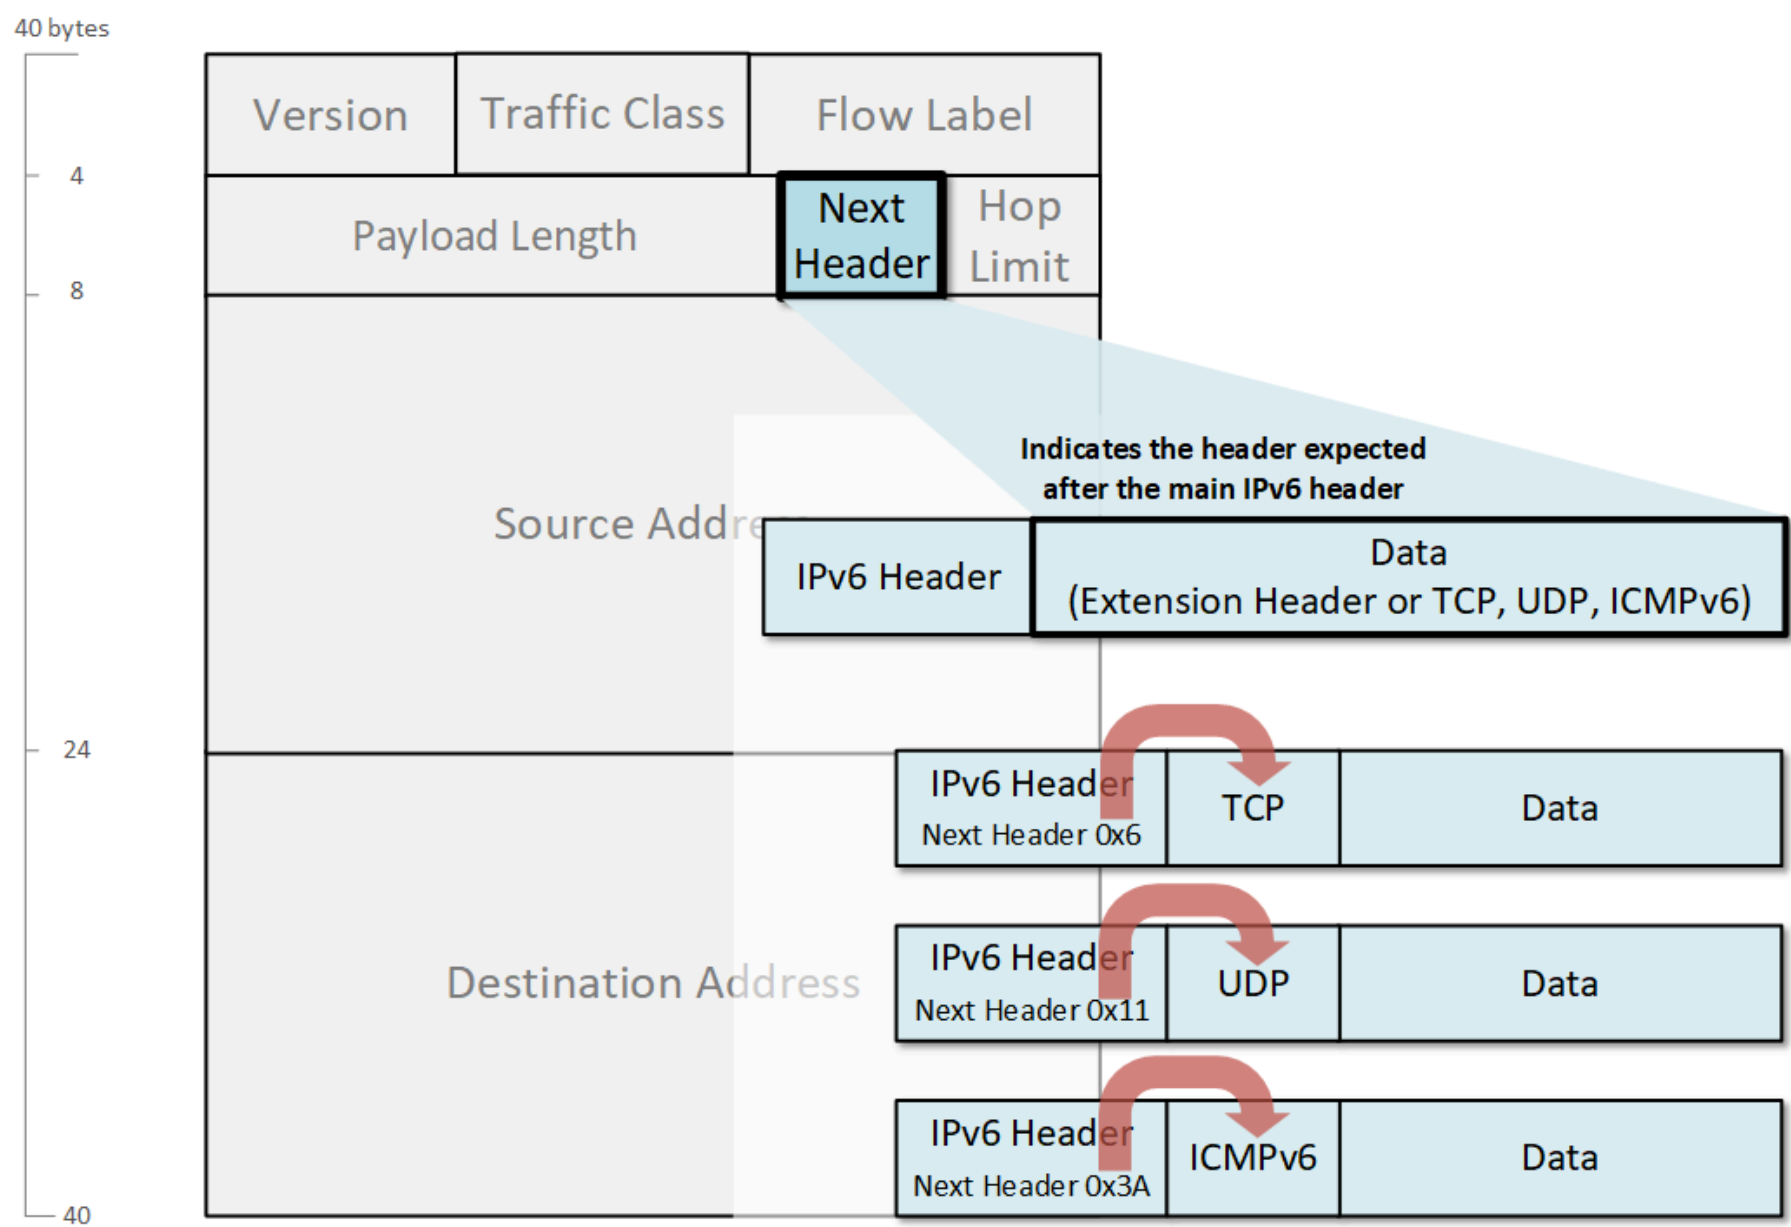 40 bytes
Version
Traffic Class
Flow Label
4
Payload Length
Next
Header
Hop
Limit
8
Indicates the header expected
after the main IPv6 header
Source Addre
IPv6 Header
Data
(Extension Header or TCP, UDP, ICMPv6)
24
IPv6 Header
Next Header 0x6
TCP
Data
Destination Address
IPv6 Header
Next Header 0x11
UDP
Data
IPv6 Header
Next Header 0x3A
ICMPv6
Data
40